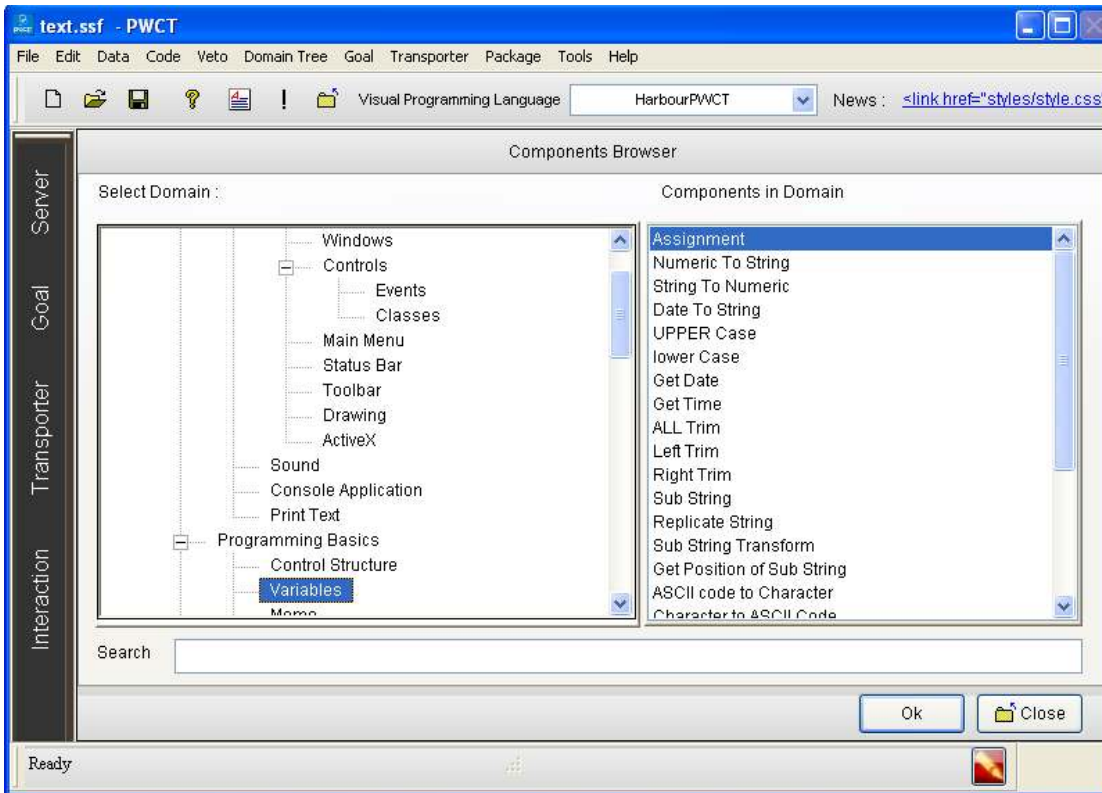 text.ssf - PWCT
File Edit Data Code Veto Domain Tree Goal Transporter Package Tools Help
Visual Programming Language HarbourPWCT News : <link href="styles/style.css"
Components Browser
Select Domain :
Components in Domain
Server
Goal
Transporter
Interaction
Windows
Controls
Events
Classes
Main Menu
Status Bar
Toolbar
Drawing
ActiveX
Sound
Console Application
Print Text
Programming Basics
Control Structure
Variables
Memo
Assignment
Numeric To String
String To Numeric
Date To String
UPPER Case
lower Case
Get Date
Get Time
ALL Trim
Left Trim
Right Trim
Sub String
Replicate String
Sub String Transform
Get Position of Sub String
ASCII code to Character
Character to ASCII Code
Search
Ok
Close
Ready